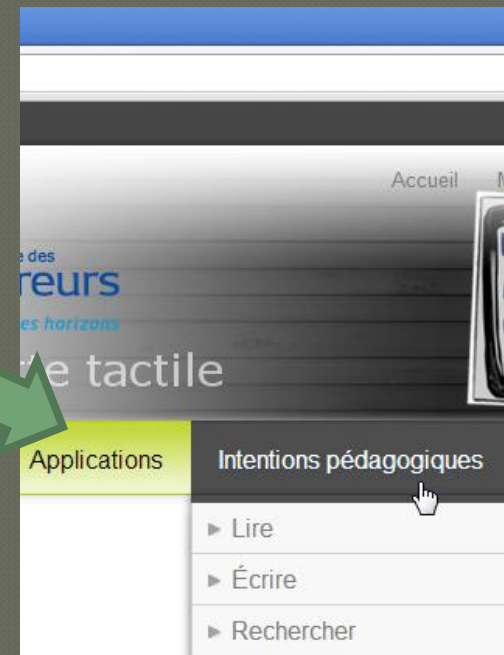 Accueil
des
reurs
es horizons
tactile
Applications
Intentions pédagogiques
Lire
Écrire
Rechercher